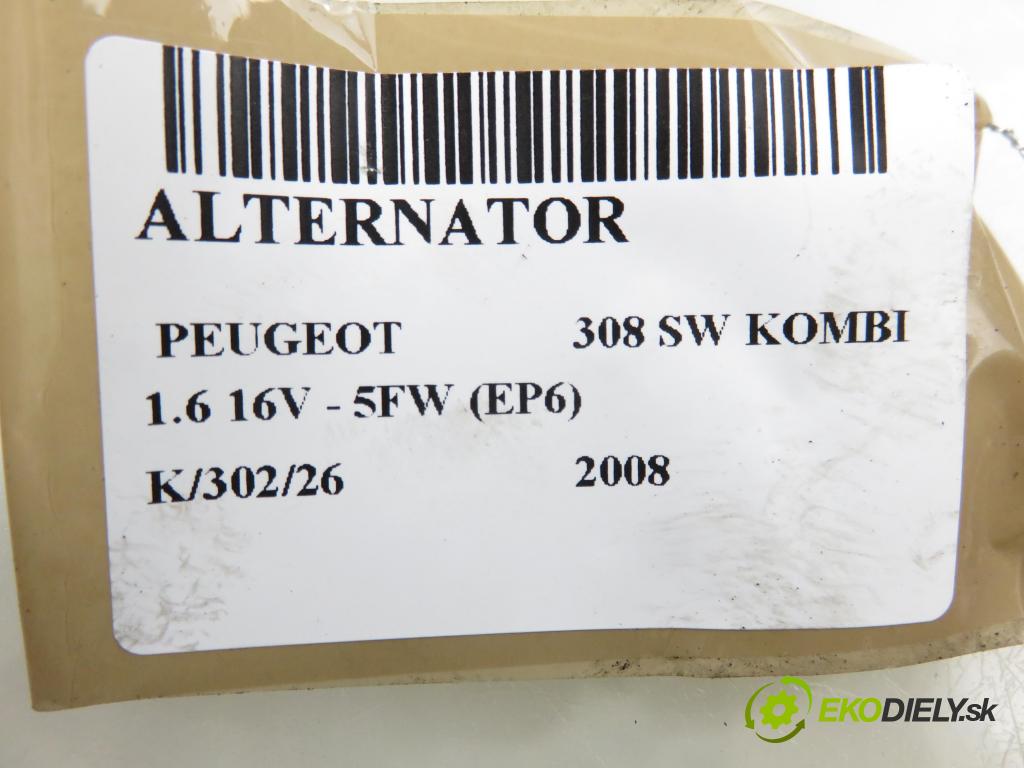 ALTERNATOR
PEUGEOT 308 SW KOMBI
1.6 16V - 5FW (EP6)
K/302/26 2008
EKODIELY.sk